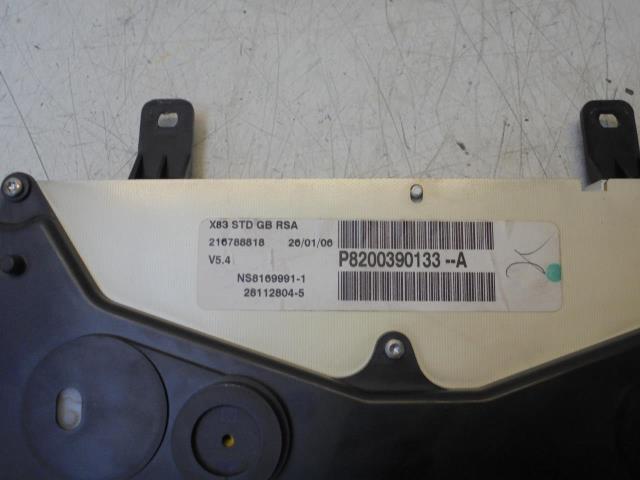 X83 STD GB RSA
216788818 26/01/06
V5.4 P8200390133--A
NS8169991-1
28112804-5